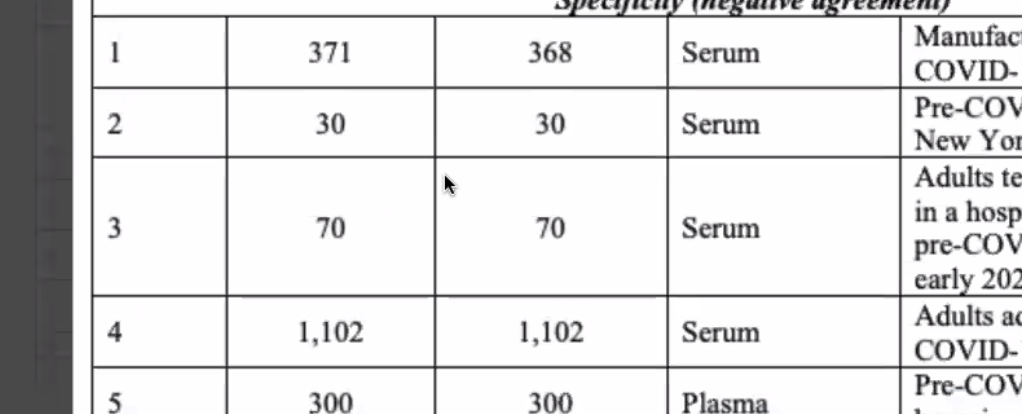 Specificity (negative agreement)
1 371 368 Serum Manufac
COVID-
2 30 30 Serum Pre-COV
New Yor
3 70 70 Serum Adults te
in a hosp
pre-COV
early 202
4 1,102 1,102 Serum Adults ac
COVID-
5 300 300 Plasma Pre-COV